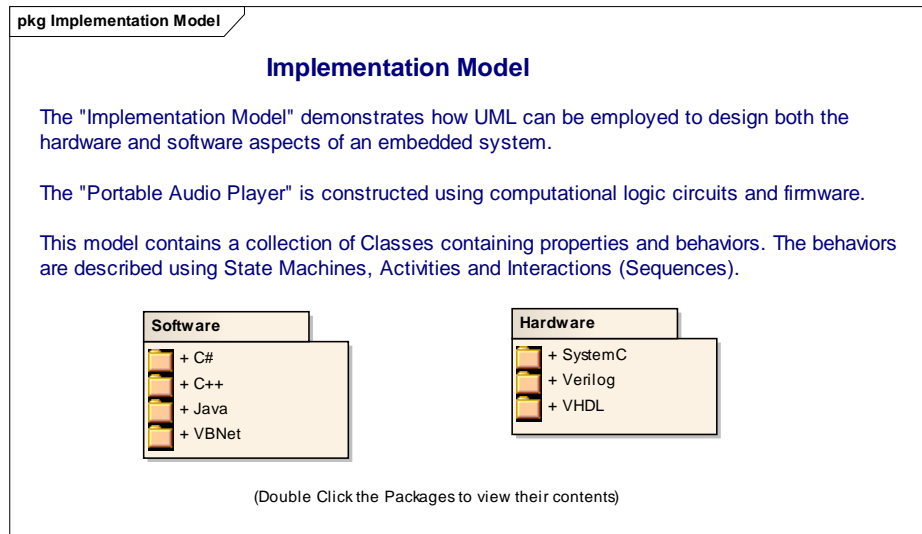 pkg Implementation Model
Implementation Model
The "Implementation Model" demonstrates how UML can be employed to design both the
hardware and software aspects of an embedded system.
The "Portable Audio Player" is constructed using computational logic circuits and firmware.
This model contains a collection of Classes containing properties and behaviors. The behaviors
are described using State Machines, Activities and Interactions (Sequences).
Software
+ C#
+ C++
+ Java
+ VBNet
Hardware
+ SystemC
+ Verilog
+ VHDL
(Double Click the Packages to view their contents)